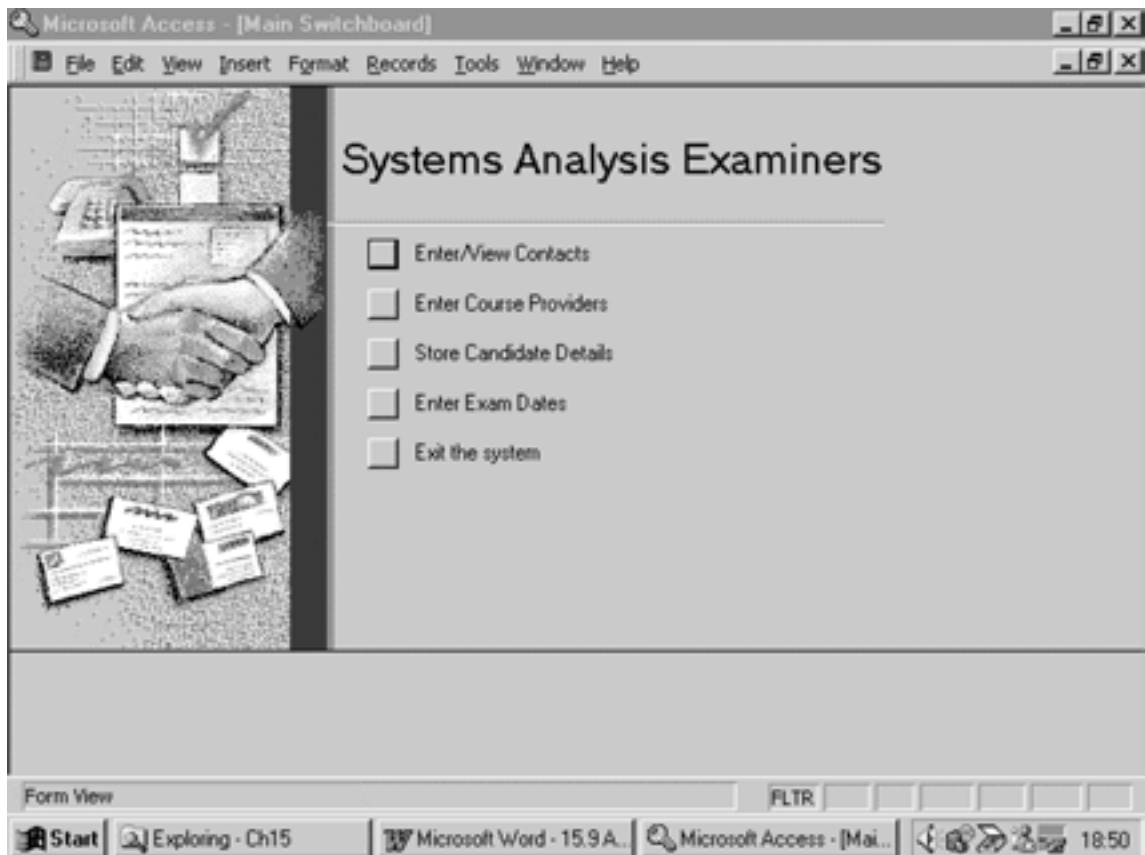 Microsoft Access - [Main Switchboard]
File Edit View Insert Format Records Tools Window Help
Systems Analysis Examiners
Enter/View Contacts
Enter Course Providers
Store Candidate Details
Enter Exam Dates
Exit the system
Form View FLTR
Start Exploring - Ch15 Microsoft Word - 15.9 A... Microsoft Access - [Mai... 18:50